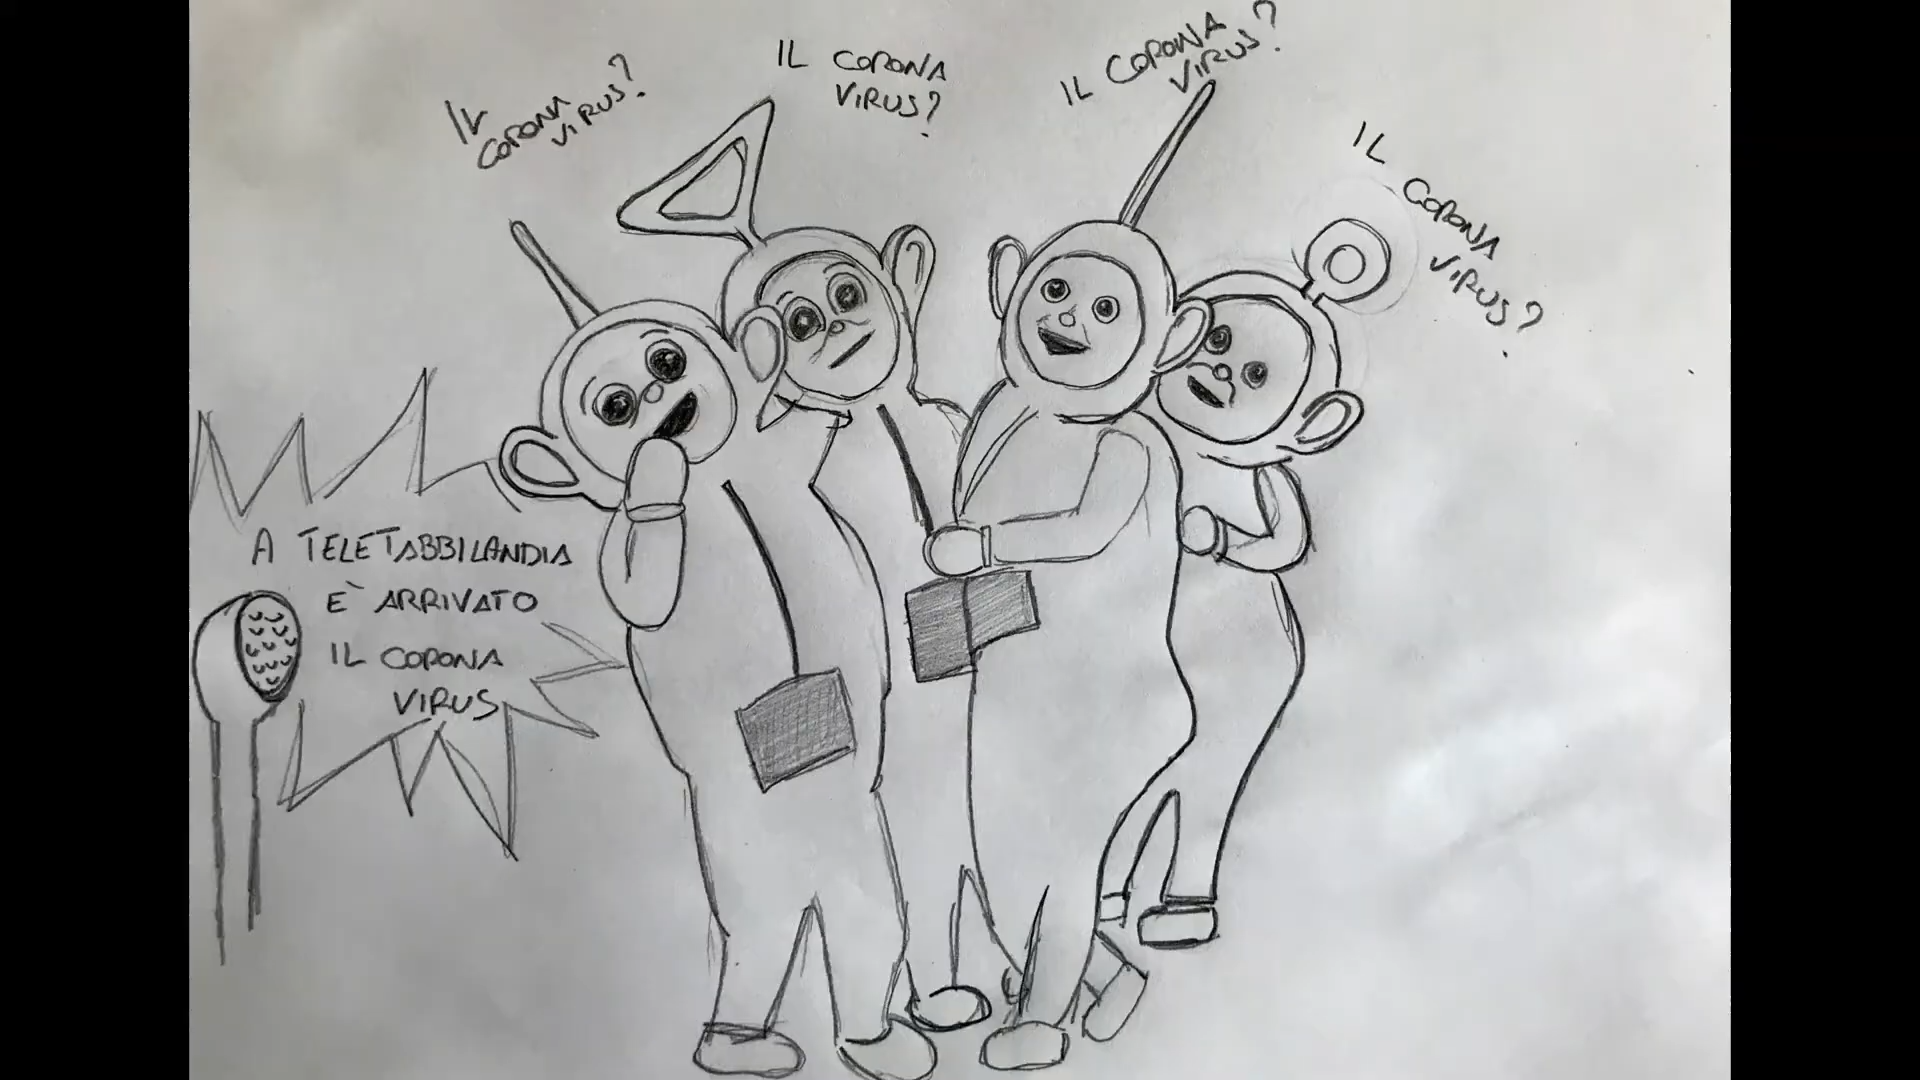 IL
CORONA
VIRUS?
IL CORONA
VIRUS?
IL CORONA
VIRUS?
IL
CORONA
VIRUS?
A TELETABBILANDIA
E' ARRIVATO
IL CORONA
VIRUS